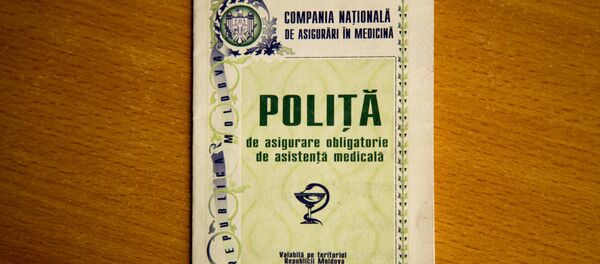 COMPANIA NAȚIONALĂ
DE ASIGURĂRI ÎN MEDICINĂ
REPUBLICA MOLDOVA
POLIȚĂ
de asigurare obligatorie
de asistență medicală
Valabilă pe teritoriul
Republicii Moldova